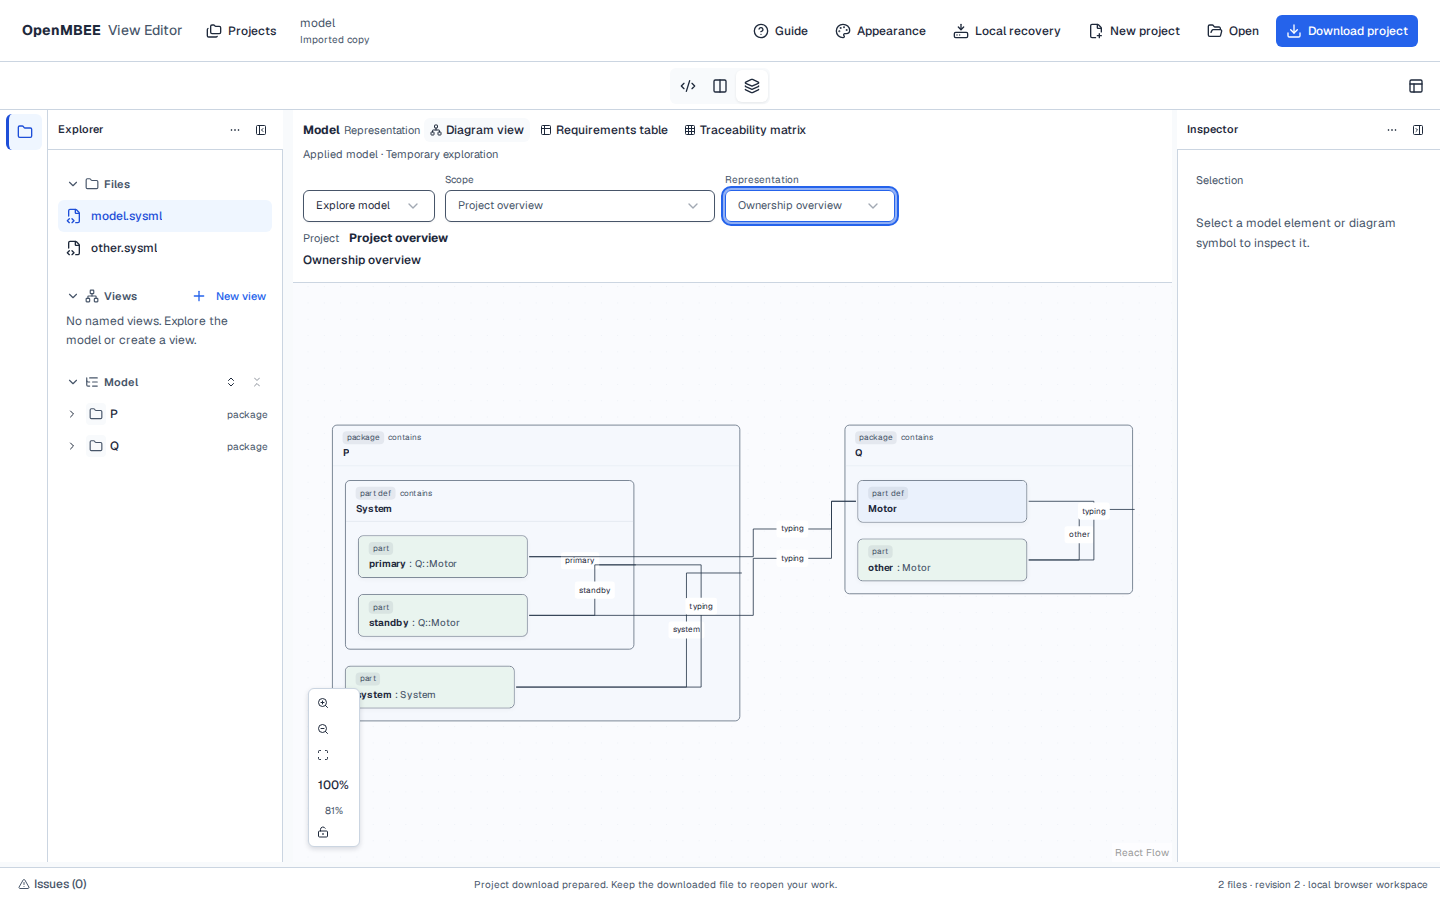 OpenMBEE View Editor
Projects
model
Imported copy
Guide
Appearance
Local recovery
New project
Open
Download project
Explorer
Files
model.sysml
other.sysml
Views
New view
No named views. Explore the
model or create a view.
Model
P package
Q package
Model Representation Diagram view Requirements table Traceability matrix
Applied model · Temporary exploration
Scope
Representation
Explore model
Project overview
Ownership overview
Project Project overview
Ownership overview
package contains
P
part def contains
System
part
primary : Q::Motor
part
standby : Q::Motor
part
system : System
primary
standby
typing
system
typing
typing
package contains
Q
part def
Motor
part
other : Motor
typing
other
100%
81%
React Flow
Inspector
Selection
Select a model element or diagram
symbol to inspect it.
Issues (0)
Project download prepared. Keep the downloaded file to reopen your work.
2 files · revision 2 · local browser workspace